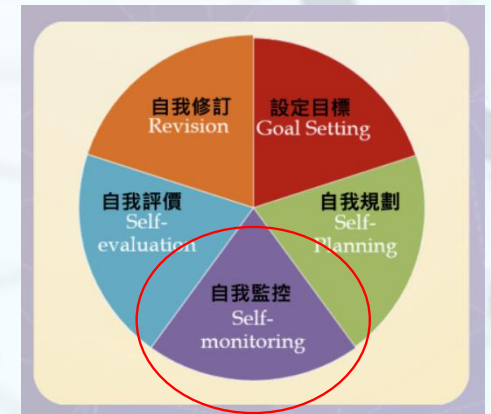 自我修訂
Revision
設定目標
Goal Setting
自我評價
Self-
evaluation
自我規劃
Self-
Planning
自我監控
Self-
monitoring